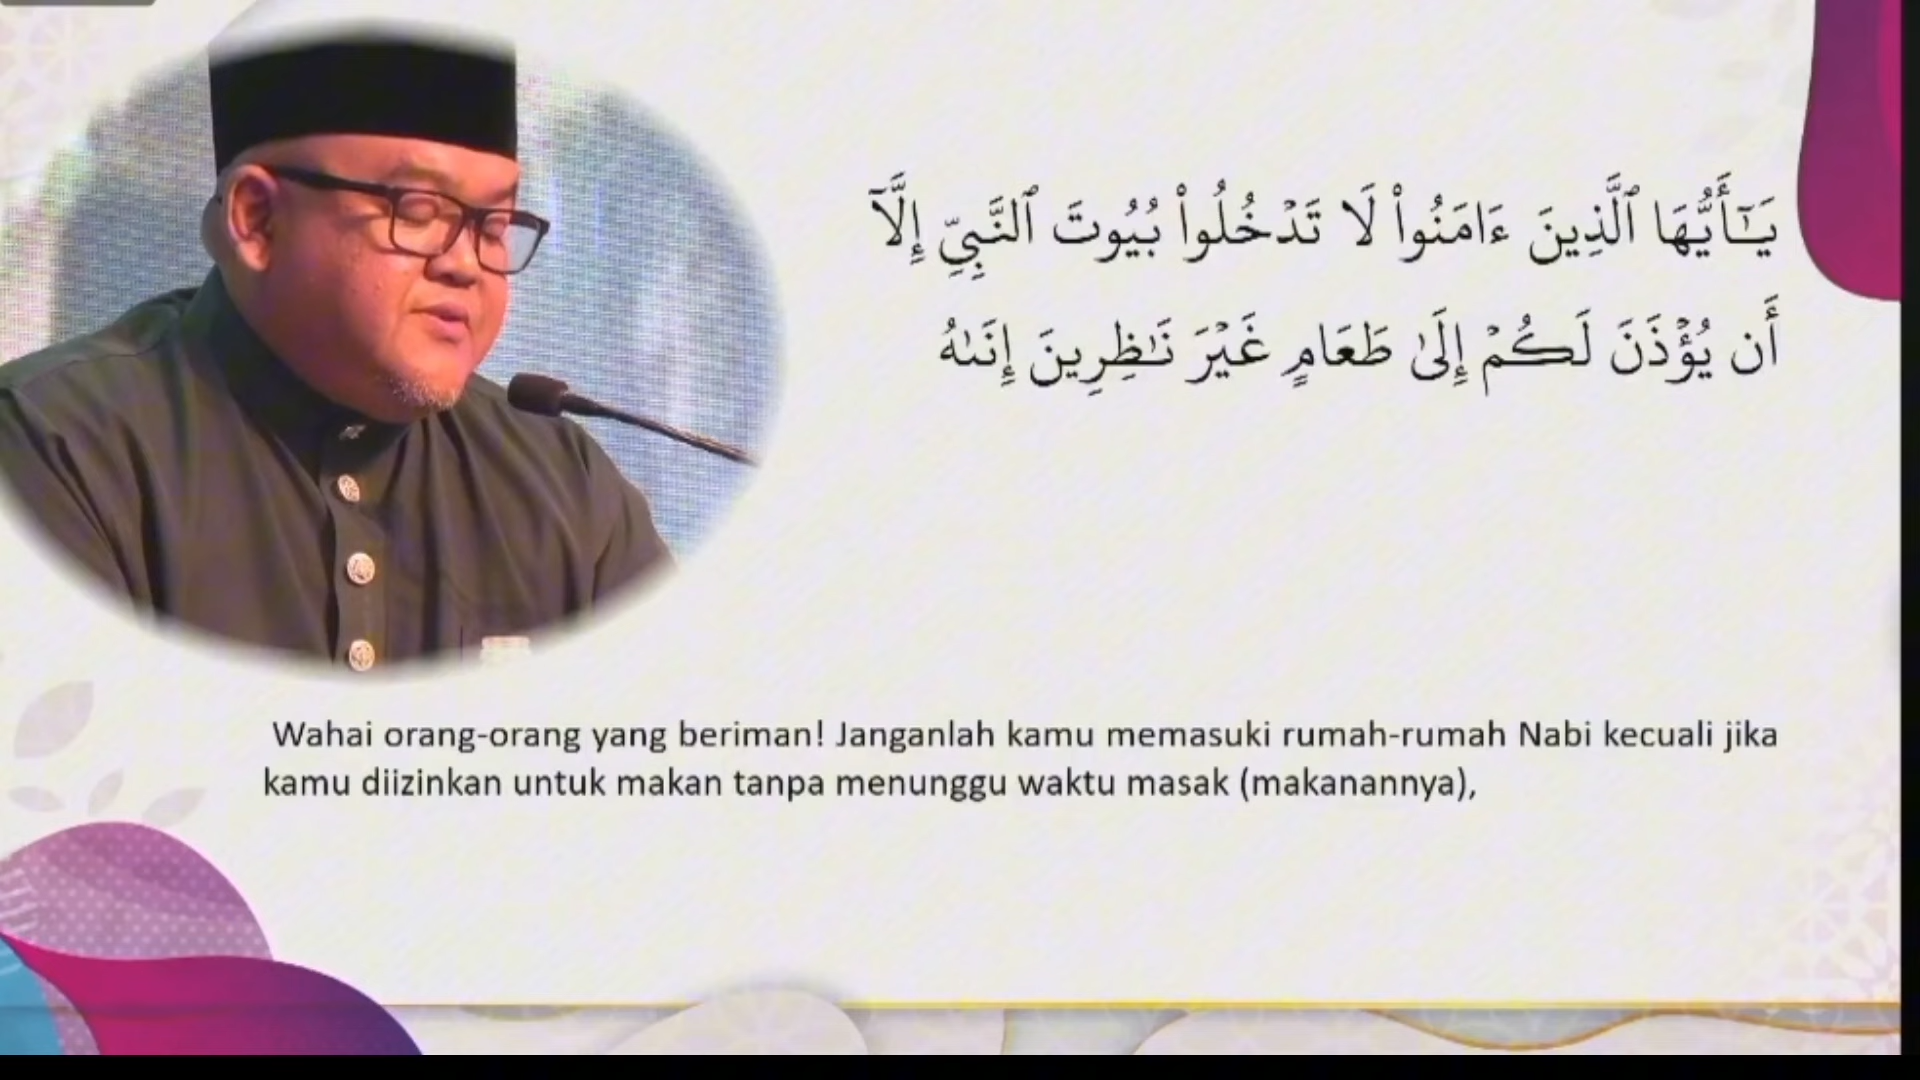 يَـٰٓأَيُّهَا ٱلَّذِينَ ءَامَنُوا۟ لَا تَدْخُلُوا۟ بُيُوتَ ٱلنَّبِىِّ إِلَّآ
أَن يُؤْذَنَ لَكُمْ إِلَىٰ طَعَامٍ غَيْرَ نَـٰظِرِينَ إِنَىٰهُ
Wahai orang-orang yang beriman! Janganlah kamu memasuki rumah-rumah Nabi kecuali jika
kamu diizinkan untuk makan tanpa menunggu waktu masak (makanannya),